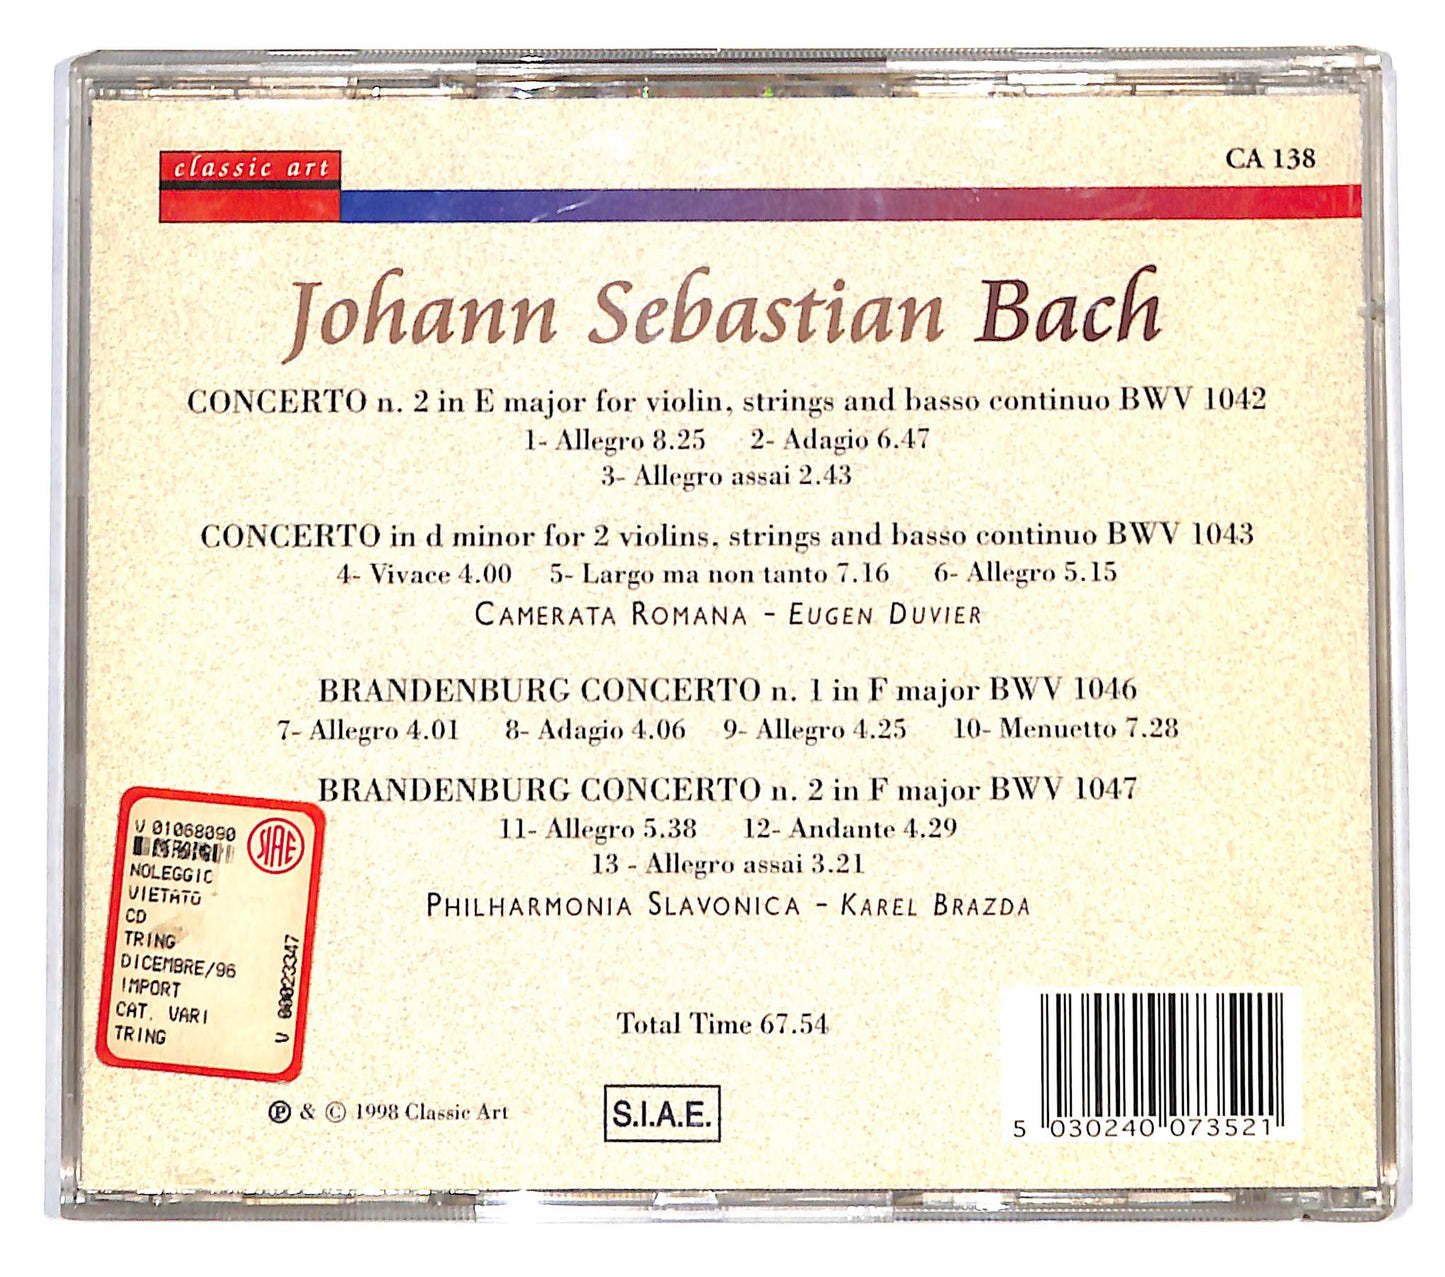 classic art
CA 138
Johann Sebastian Bach
CONCERTO n. 2 in E major for violin, strings and basso continuo BWV 1042
1- Allegro 8.25 2- Adagio 6.47
3- Allegro assai 2.43
CONCERTO in d minor for 2 violins, strings and basso continuo BWV 1043
4- Vivace 4.00 5- Largo ma non tanto 7.16 6- Allegro 5.15
CAMERATA ROMANA - EUGEN DUVIER
BRANDENBURG CONCERTO n. 1 in F major BWV 1046
7- Allegro 4.01 8- Adagio 4.06 9- Allegro 4.25 10- Menuetto 7.28
BRANDENBURG CONCERTO n. 2 in F major BWV 1047
11- Allegro 5.38 12- Andante 4.29
13 - Allegro assai 3.21
PHILHARMONIA SLAVONICA - KAREL BRAZDA
V 01068090
SIAE
NOLEGGIO
VIETATO
CD
TRING
DICEMBRE/96
IMPORT
CAT. VARI
TRING
V 00023347
Total Time 67.54
℗ & © 1998 Classic Art
S.I.A.E.
5 030240 073521